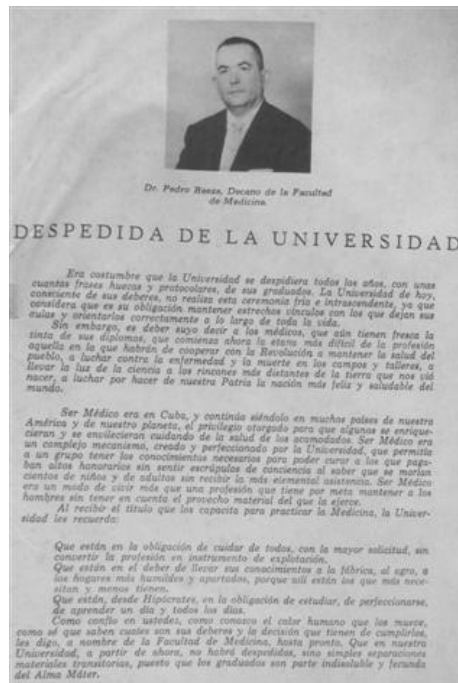 Dr. Pedro Baeza, Decano de la Facultad
de Medicina.
DESPEDIDA DE LA UNIVERSIDAD
Era costumbre que la Universidad se despidiera todos los años, con unas
cuantas frases huecas y protocolares, de sus graduados. La Universidad de hoy,
consciente de sus deberes, no realiza esta ceremonia fría e intrascendente, ya que
considera que es su obligación mantener estrechos vínculos con los que dejan sus
aulas y orientarlos correctamente a lo largo de toda la vida.
Sin embargo, es deber suyo decir a los médicos, que aún tienen fresca la
tinta de sus diplomas, que comienza ahora la etapa más difícil de la profesión
aquella en la que habrán de cooperar con la Revolución a mantener la salud del
pueblo, a luchar contra la enfermedad y la muerte en los campos y talleres, a
llevar la luz de la ciencia a los rincones más distantes de la tierra que nos vió
nacer, a luchar por hacer de nuestra Patria la nación más feliz y saludable del
mundo.
Ser Médico era en Cuba, y continúa siéndolo en muchos países de nuestra
América y de nuestro planeta, el privilegio otorgado para que algunos se enrique-
cieran y se envilecieran cuidando de la salud de los acomodados. Ser Médico era
un complejo mecanismo, creado y perfeccionado por la Universidad, que permitía
a un grupo tener los conocimientos necesarios para poder curar a los que paga-
ban altos honorarios sin sentir escrúpulos de conciencia al saber que se morían
cientos de niños y de adultos sin recibir la más elemental asistencia. Ser Médico
era un modo de vivir más que una profesión que tiene por meta mantener a los
hombres sin tener en cuenta el provecho material del que la ejerce.
Al recibir el título que los capacita para practicar la Medicina, la Univer-
sidad les recuerda:
Que están en la obligación de cuidar de todos, con la mayor solicitud, sin
convertir la profesión en instrumento de explotación.
Que están en el deber de llevar sus conocimientos a la fábrica, al agro, a
los hogares más humildes y apartados, porque allí están los que más nece-
sitan y menos tienen.
Que están, desde Hipócrates, en la obligación de estudiar, de perfeccionarse,
de aprender un día y todos los días.
Como confío en ustedes, como conozco el calor humano que los mueve,
como sé que saben cuales son sus deberes y la decisión que tienen de cumplirlos,
les digo, a nombre de la Facultad de Medicina, hasta pronto. Que en nuestra
Universidad, a partir de ahora, no habrá despedidas, sino simples separaciones
materiales transitorias, puesto que los graduados son parte indisoluble y fecunda
del Alma Máter.